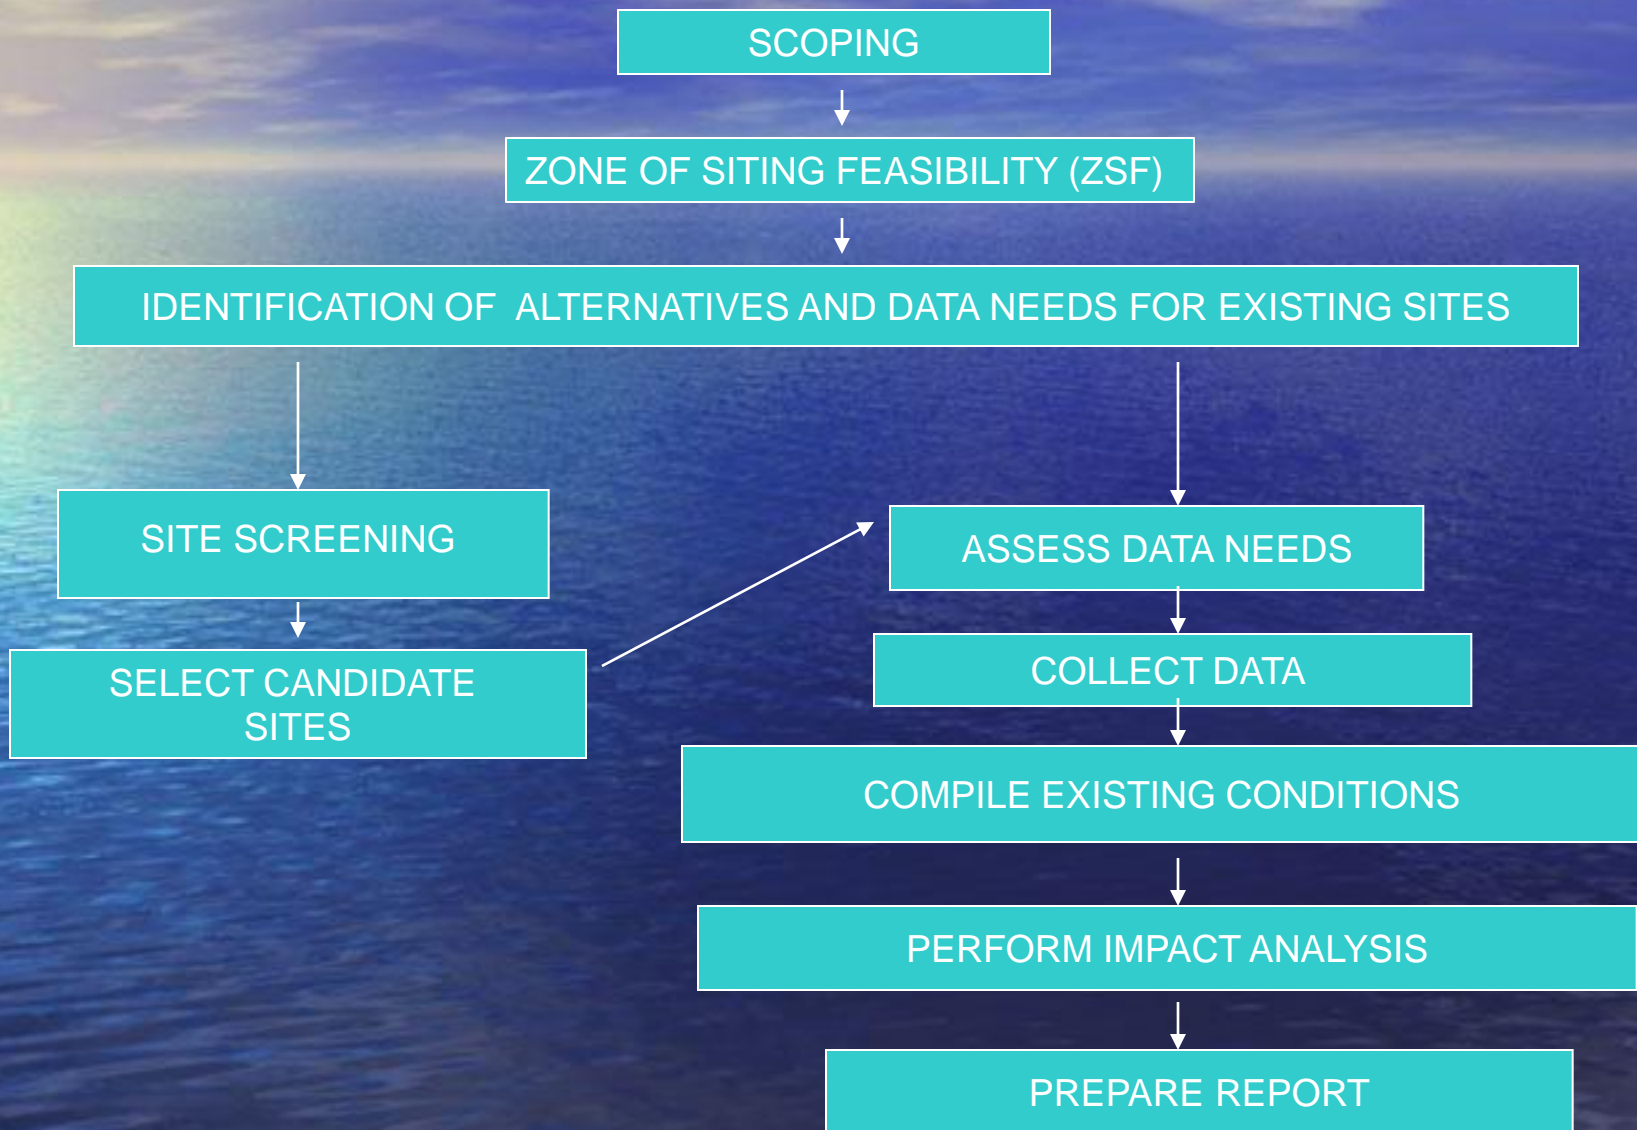 SCOPING
ZONE OF SITING FEASIBILITY (ZSF)
IDENTIFICATION OF  ALTERNATIVES AND DATA NEEDS FOR EXISTING SITES
SITE SCREENING
SELECT CANDIDATE
SITES
ASSESS DATA NEEDS
COLLECT DATA
COMPILE EXISTING CONDITIONS
PERFORM IMPACT ANALYSIS
PREPARE REPORT